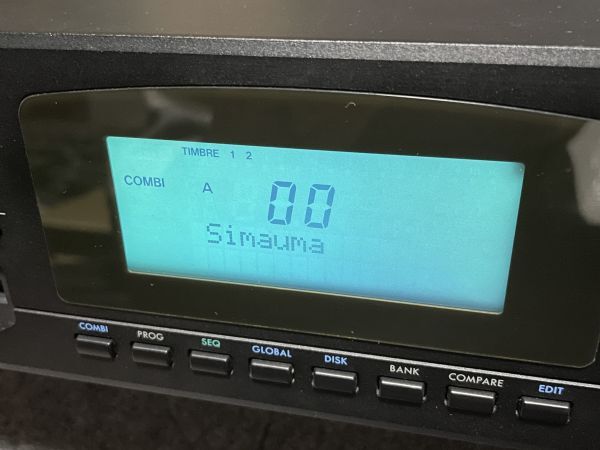 TIMBRE 1 2
COMBI A 00
Simauma
COMBI PROG SEQ GLOBAL DISK BANK COMPARE EDIT